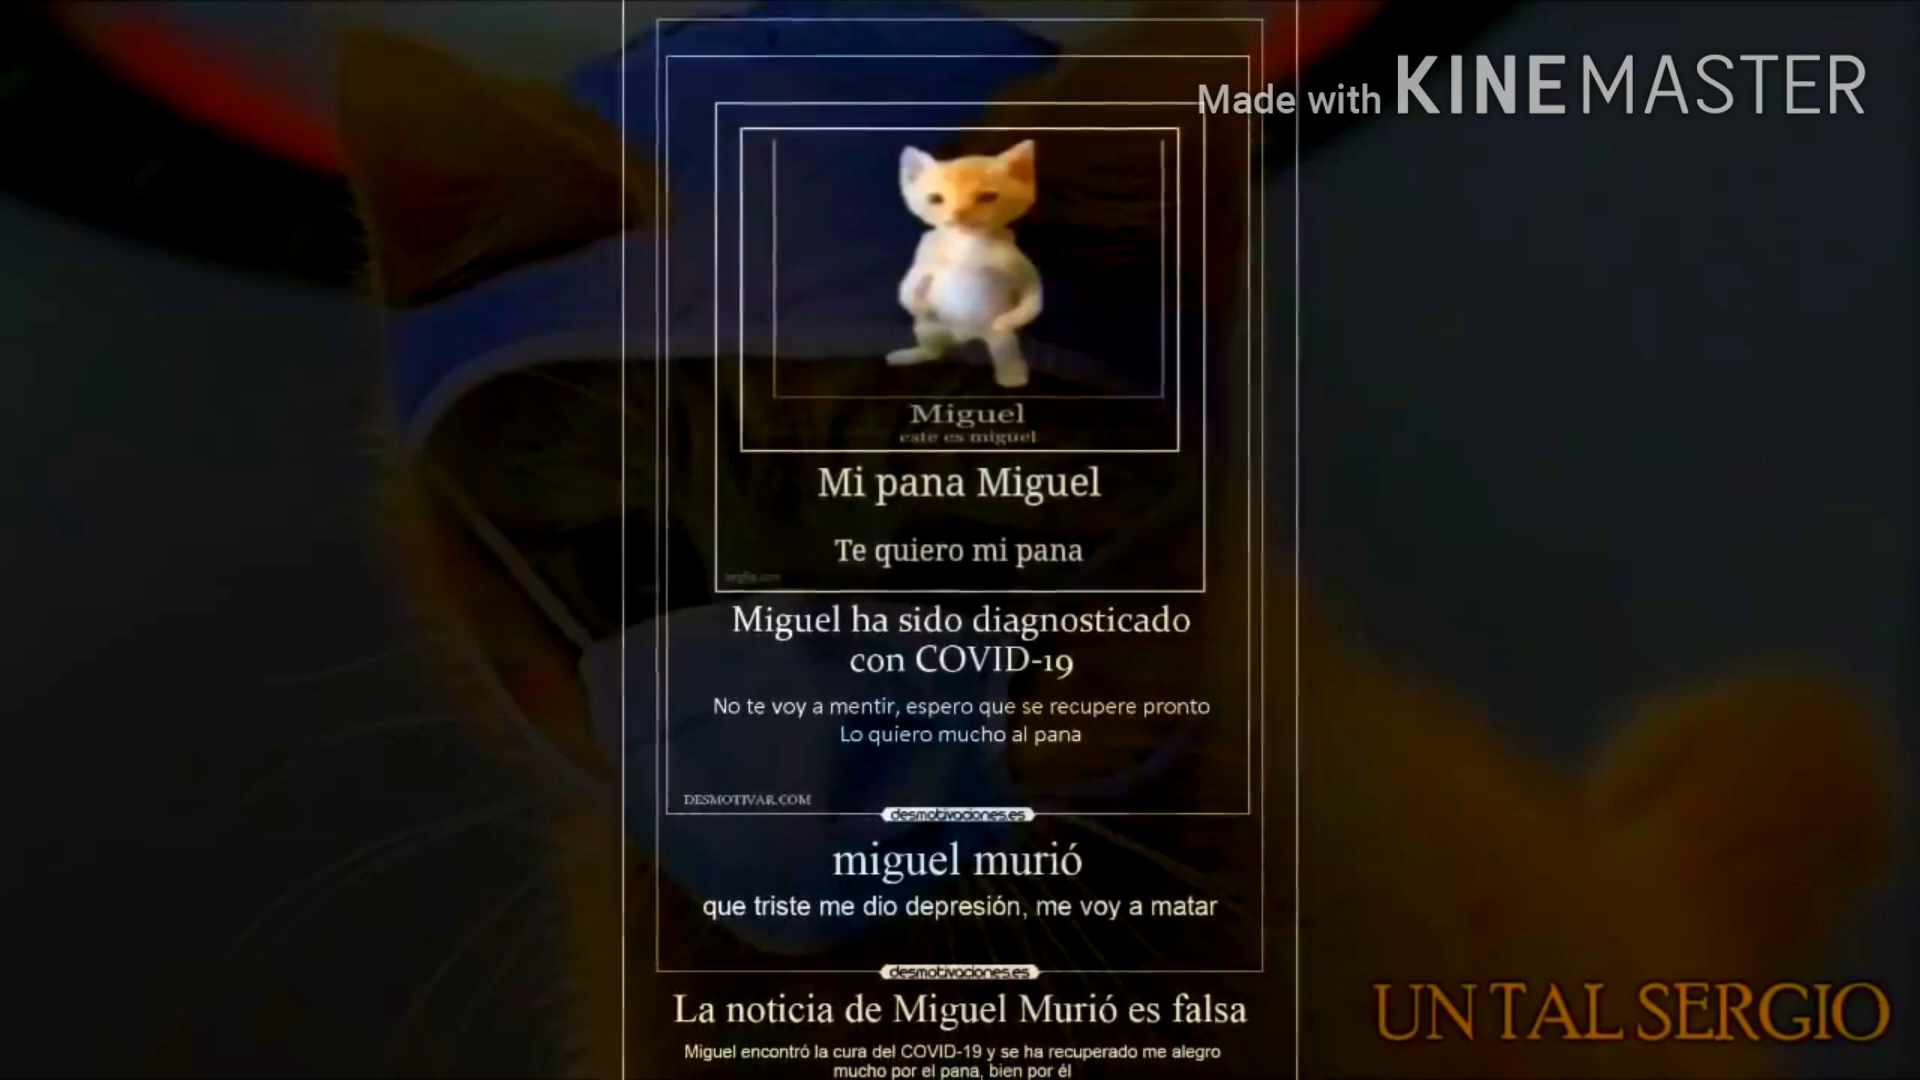 Made with KINEMASTER
Miguel
este es miguel
Mi pana Miguel
Te quiero mi pana
imgflip.com
Miguel ha sido diagnosticado
con COVID-19
No te voy a mentir, espero que se recupere pronto
Lo quiero mucho al pana
DESMOTIVAR.COM
desmotivaciones.es
miguel murió
que triste me dio depresión, me voy a matar
desmotivaciones.es
La noticia de Miguel Murió es falsa
Miguel encontró la cura del COVID-19 y se ha recuperado me alegro
mucho por el pana, bien por él
UN TAL SERGIO